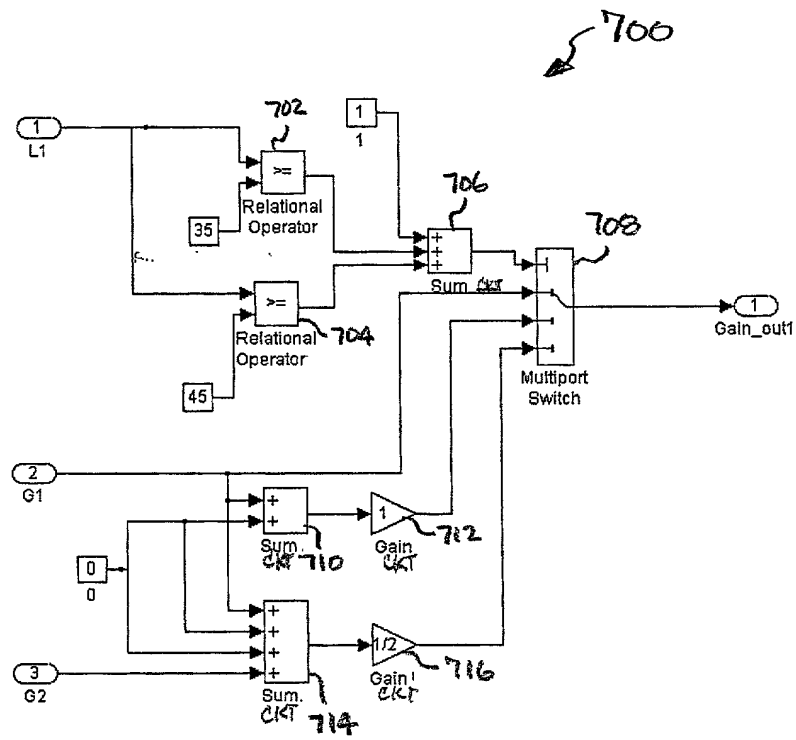 700
702
1
1
1
L1
>=
Relational
Operator
35
706
+
+
+
Sum CKT
708
>=
704
Relational
Operator
45
1
Gain_out1
Multiport
Switch
2
G1
+
+
Sum.
CKT 710
1
Gain
CKT
712
0
0
+
+
+
+
Sum.
CKT
714
1/2
Gain!
CKT
716
3
G2